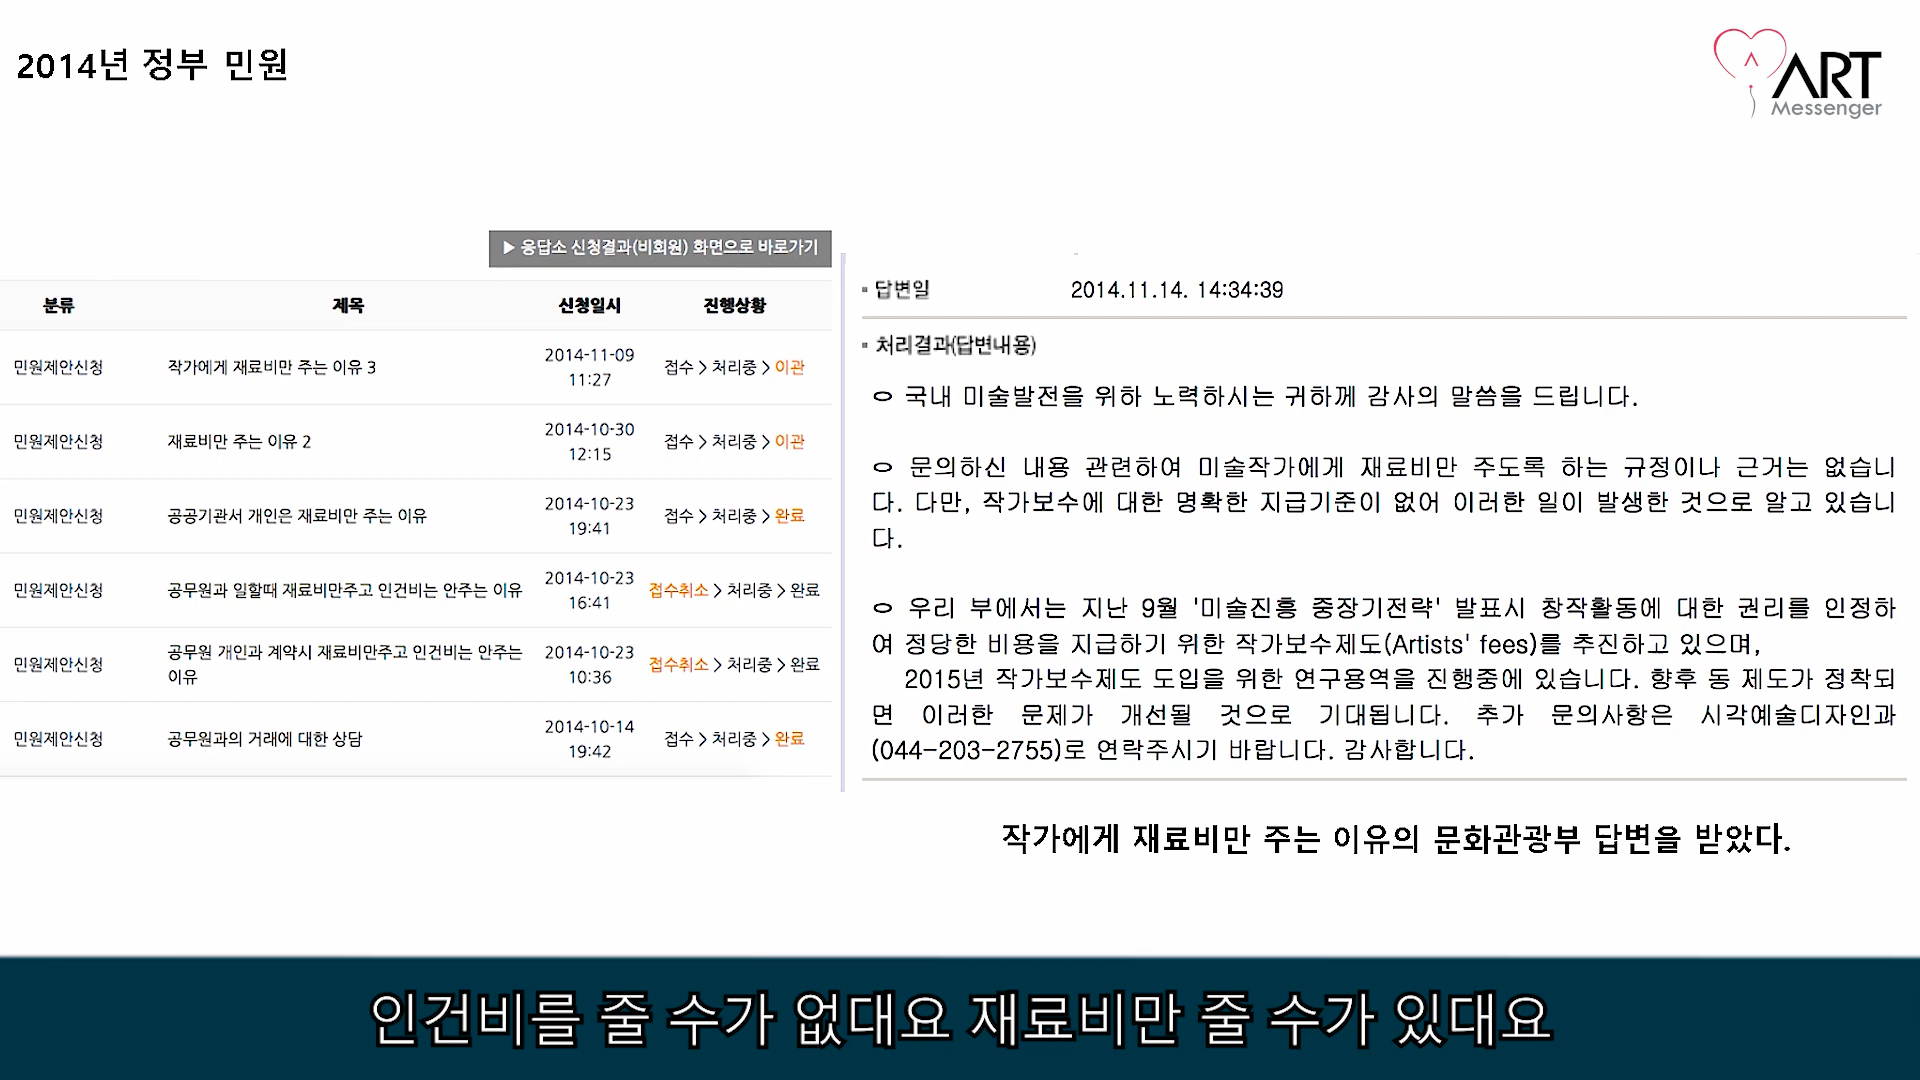 2014년 정부 민원
A ART
Messenger
▶ 응답소 신청결과(비회원) 화면으로 바로가기
분류 제목 신청일시 진행상황
민원제안신청 작가에게 재료비만 주는 이유 3 2014-11-09 11:27 접수 > 처리중 > 이관
민원제안신청 재료비만 주는 이유 2 2014-10-30 12:15 접수 > 처리중 > 이관
민원제안신청 공공기관서 개인은 재료비만 주는 이유 2014-10-23 19:41 접수 > 처리중 > 완료
민원제안신청 공무원과 일할때 재료비만주고 인건비는 안주는 이유 2014-10-23 16:41 접수취소 > 처리중 > 완료
민원제안신청 공무원 개인과 계약시 재료비만주고 인건비는 안주는 이유 2014-10-23 10:36 접수취소 > 처리중 > 완료
민원제안신청 공무원과의 거래에 대한 상담 2014-10-14 19:42 접수 > 처리중 > 완료
▪ 답변일 2014.11.14. 14:34:39
▪ 처리결과(답변내용)
ㅇ 국내 미술발전을 위하 노력하시는 귀하께 감사의 말씀을 드립니다.
ㅇ 문의하신 내용 관련하여 미술작가에게 재료비만 주도록 하는 규정이나 근거는 없습니
다. 다만, 작가보수에 대한 명확한 지급기준이 없어 이러한 일이 발생한 것으로 알고 있습니
다.
ㅇ 우리 부에서는 지난 9월 '미술진흥 중장기전략' 발표시 창작활동에 대한 권리를 인정하
여 정당한 비용을 지급하기 위한 작가보수제도(Artists' fees)를 추진하고 있으며,
2015년 작가보수제도 도입을 위한 연구용역을 진행중에 있습니다. 향후 동 제도가 정착되
면 이러한 문제가 개선될 것으로 기대됩니다. 추가 문의사항은 시각예술디자인과
(044-203-2755)로 연락주시기 바랍니다. 감사합니다.
작가에게 재료비만 주는 이유의 문화관광부 답변을 받았다.
인건비를 줄 수가 없대요 재료비만 줄 수가 있대요